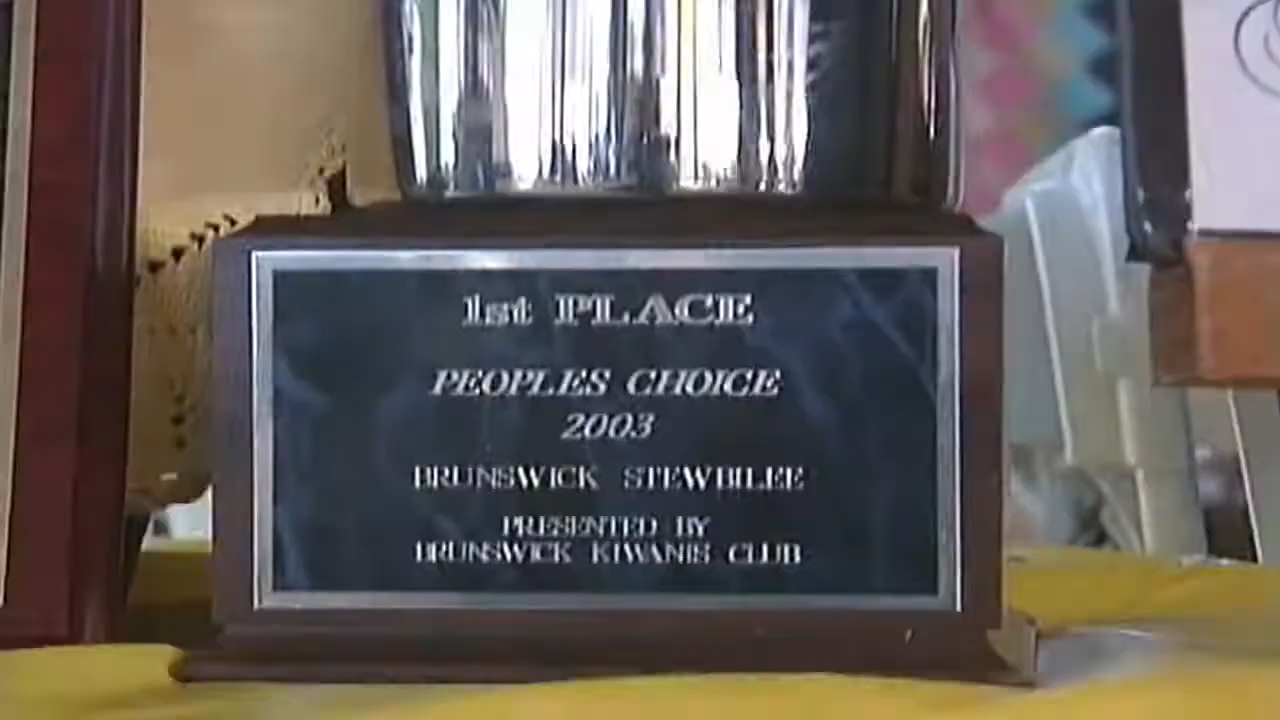 1st PLACE
PEOPLES CHOICE
2003
BRUNSWICK STEWBILEE
PRESENTED BY
BRUNSWICK KIWANIS CLUB